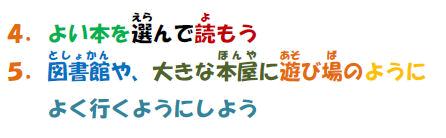 4. よい本を選んで読もう
5. 図書館や、大きな本屋に遊び場のように
よく行くようにしよう